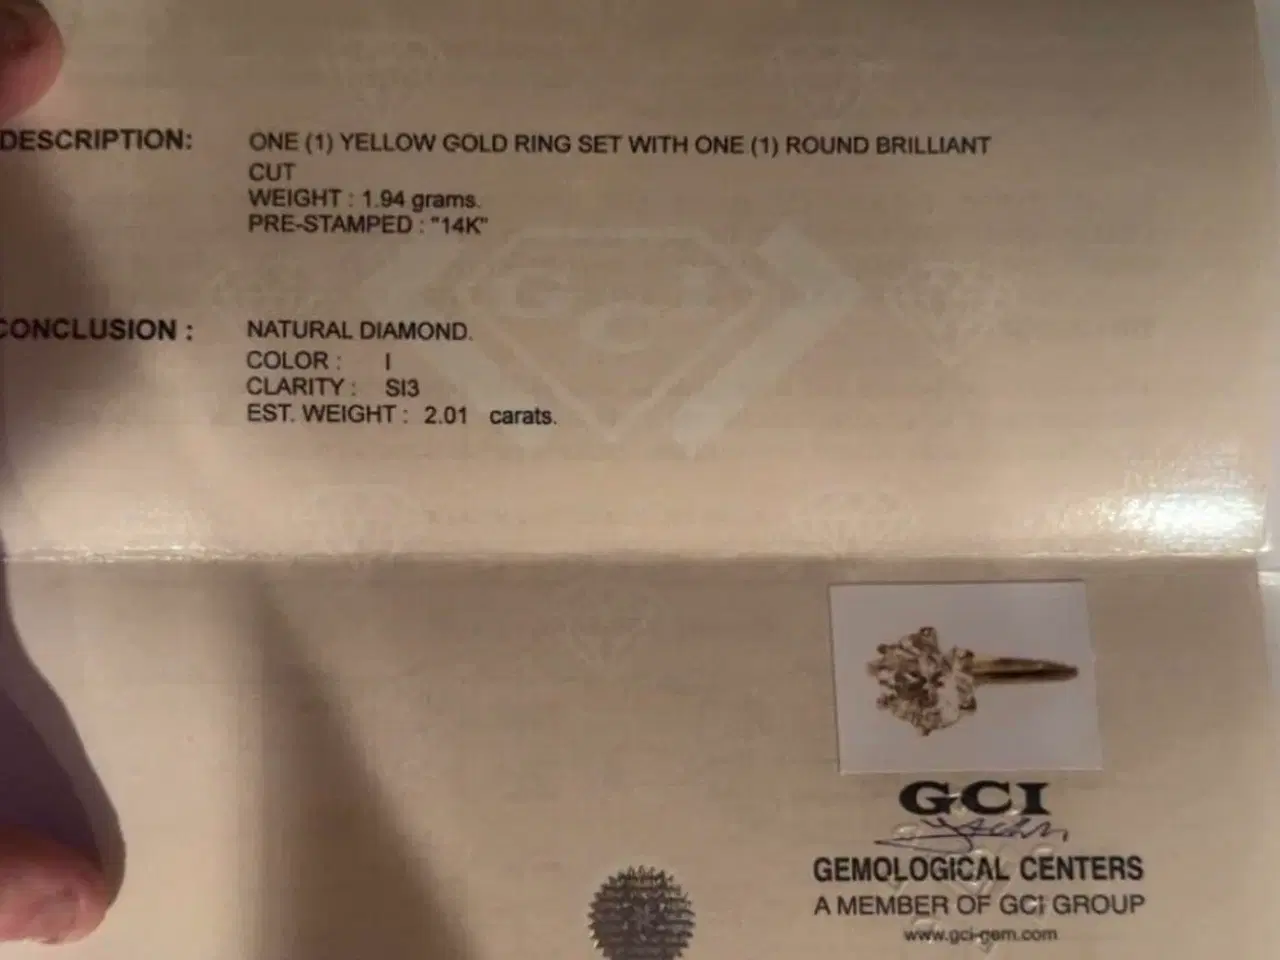 DESCRIPTION: ONE (1) YELLOW GOLD RING SET WITH ONE (1) ROUND BRILLIANT
CUT
WEIGHT : 1.94 grams.
PRE-STAMPED : "14K"
GCI
CONCLUSION : NATURAL DIAMOND.
COLOR : I
CLARITY : SI3
EST. WEIGHT : 2.01 carats.
GCI
GEMOLOGICAL CENTERS
A MEMBER OF GCI GROUP
www.gci-gem.com